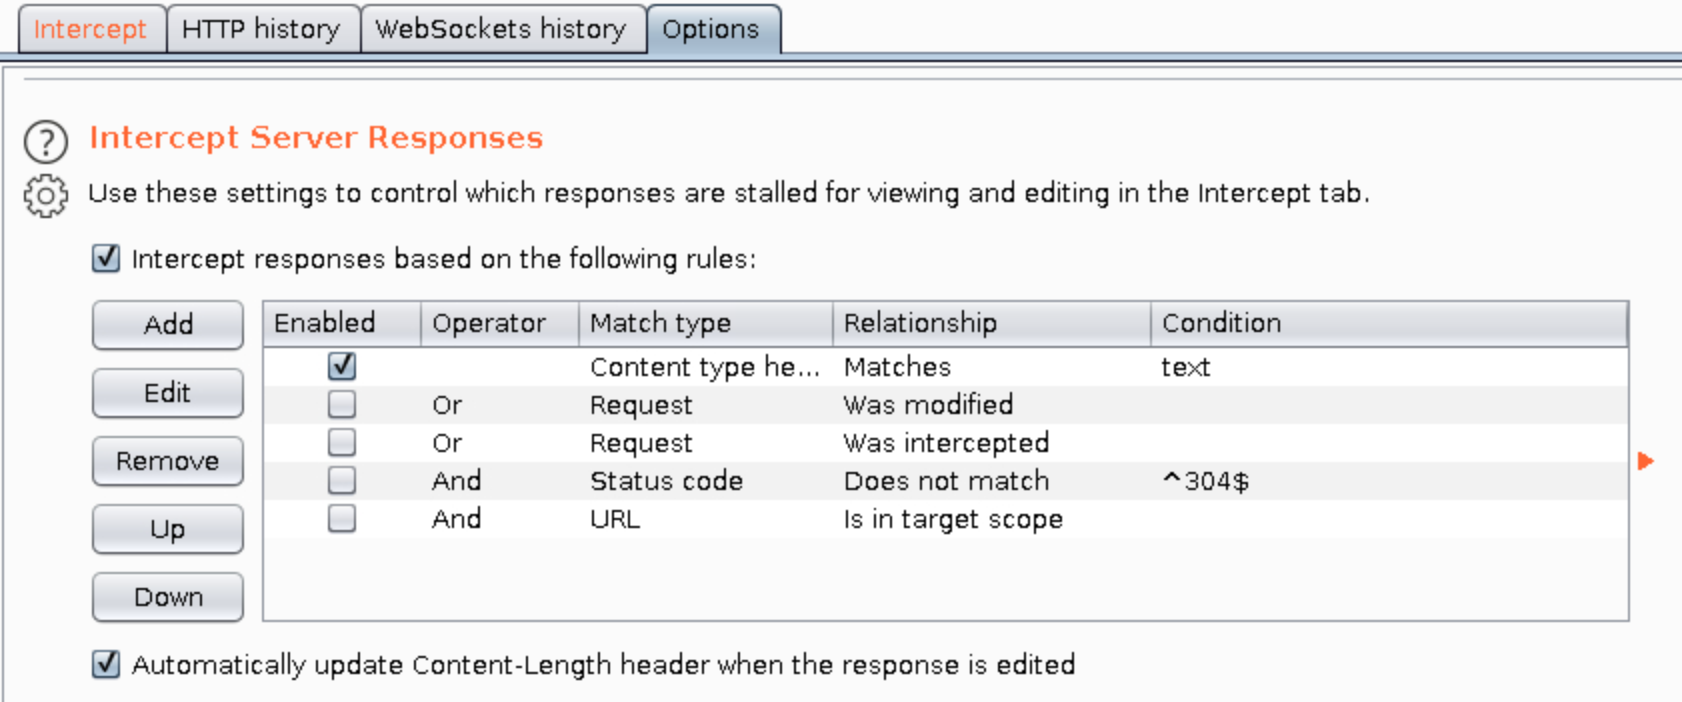 Intercept HTTP history WebSockets history Options
Intercept Server Responses
Use these settings to control which responses are stalled for viewing and editing in the Intercept tab.
Intercept responses based on the following rules:
Add
Edit
Remove
Up
Down
Enabled Operator Match type Relationship Condition
Content type he... Matches text
Or Request Was modified
Or Request Was intercepted
And Status code Does not match ^304$
And URL Is in target scope
Automatically update Content-Length header when the response is edited